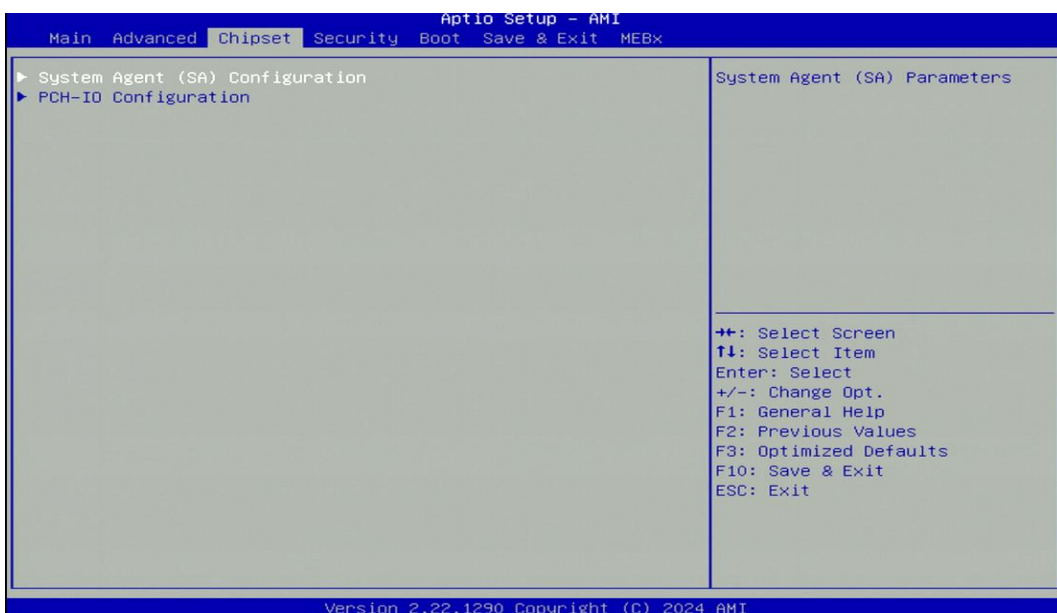 Aptio Setup - AMI
Main Advanced Chipset Security Boot Save & Exit MEBx
▶ System Agent (SA) Configuration
▶ PCH-IO Configuration
System Agent (SA) Parameters
→←: Select Screen
↑↓: Select Item
Enter: Select
+/-: Change Opt.
F1: General Help
F2: Previous Values
F3: Optimized Defaults
F10: Save & Exit
ESC: Exit
Version 2.22.1290 Copyright (C) 2024 AMI